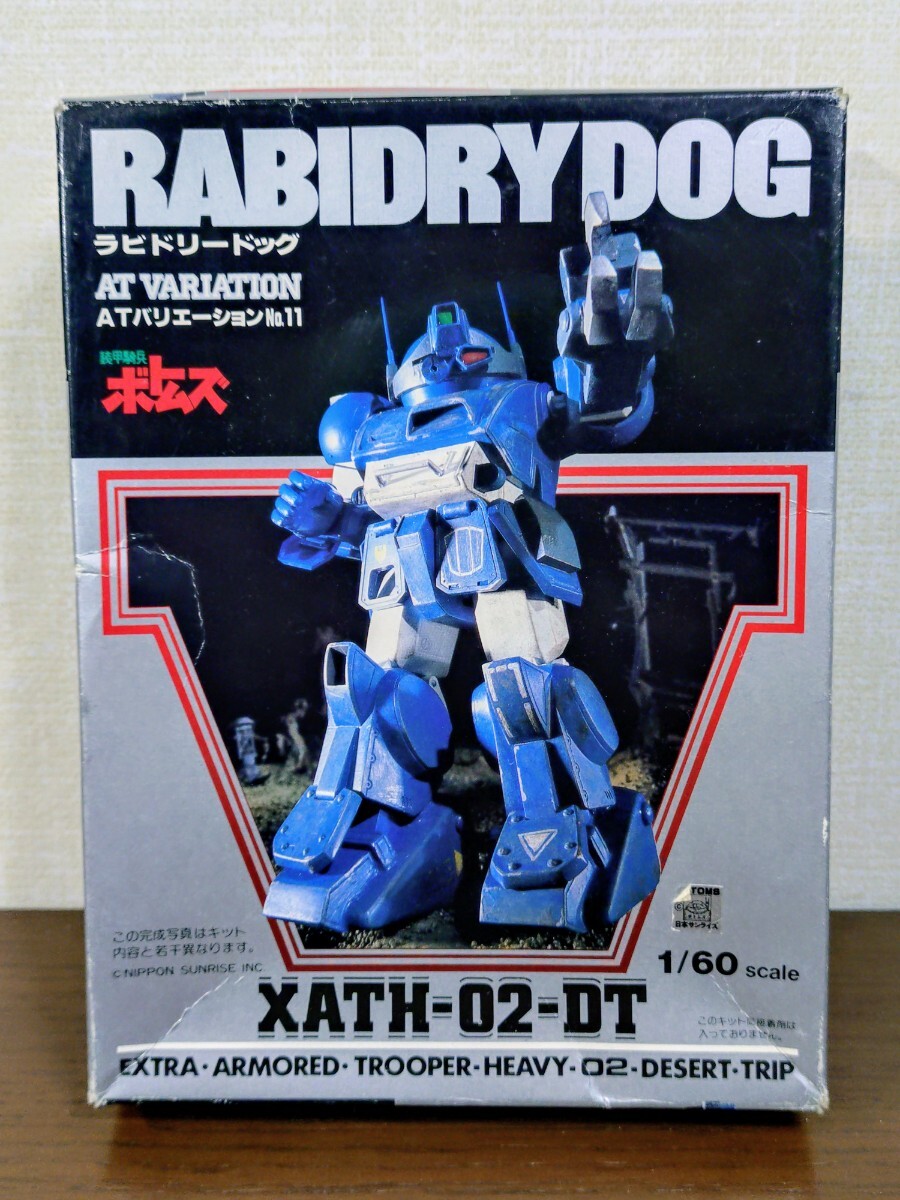 RABIDRYDOG
ラビドリードッグ
AT VARIATION
ATバリエーションNo.11
装甲騎兵
ボトムズ
TOMS
日本サンライズ
この完成写真はキット
内容と若干異なります。
©NIPPON SUNRISE INC
1/60 scale
XATH-02-DT
このキットに接着剤は
入っておりません。
EXTRA・ARMORED・TROOPER-HEAVY-02-DESERT・TRIP